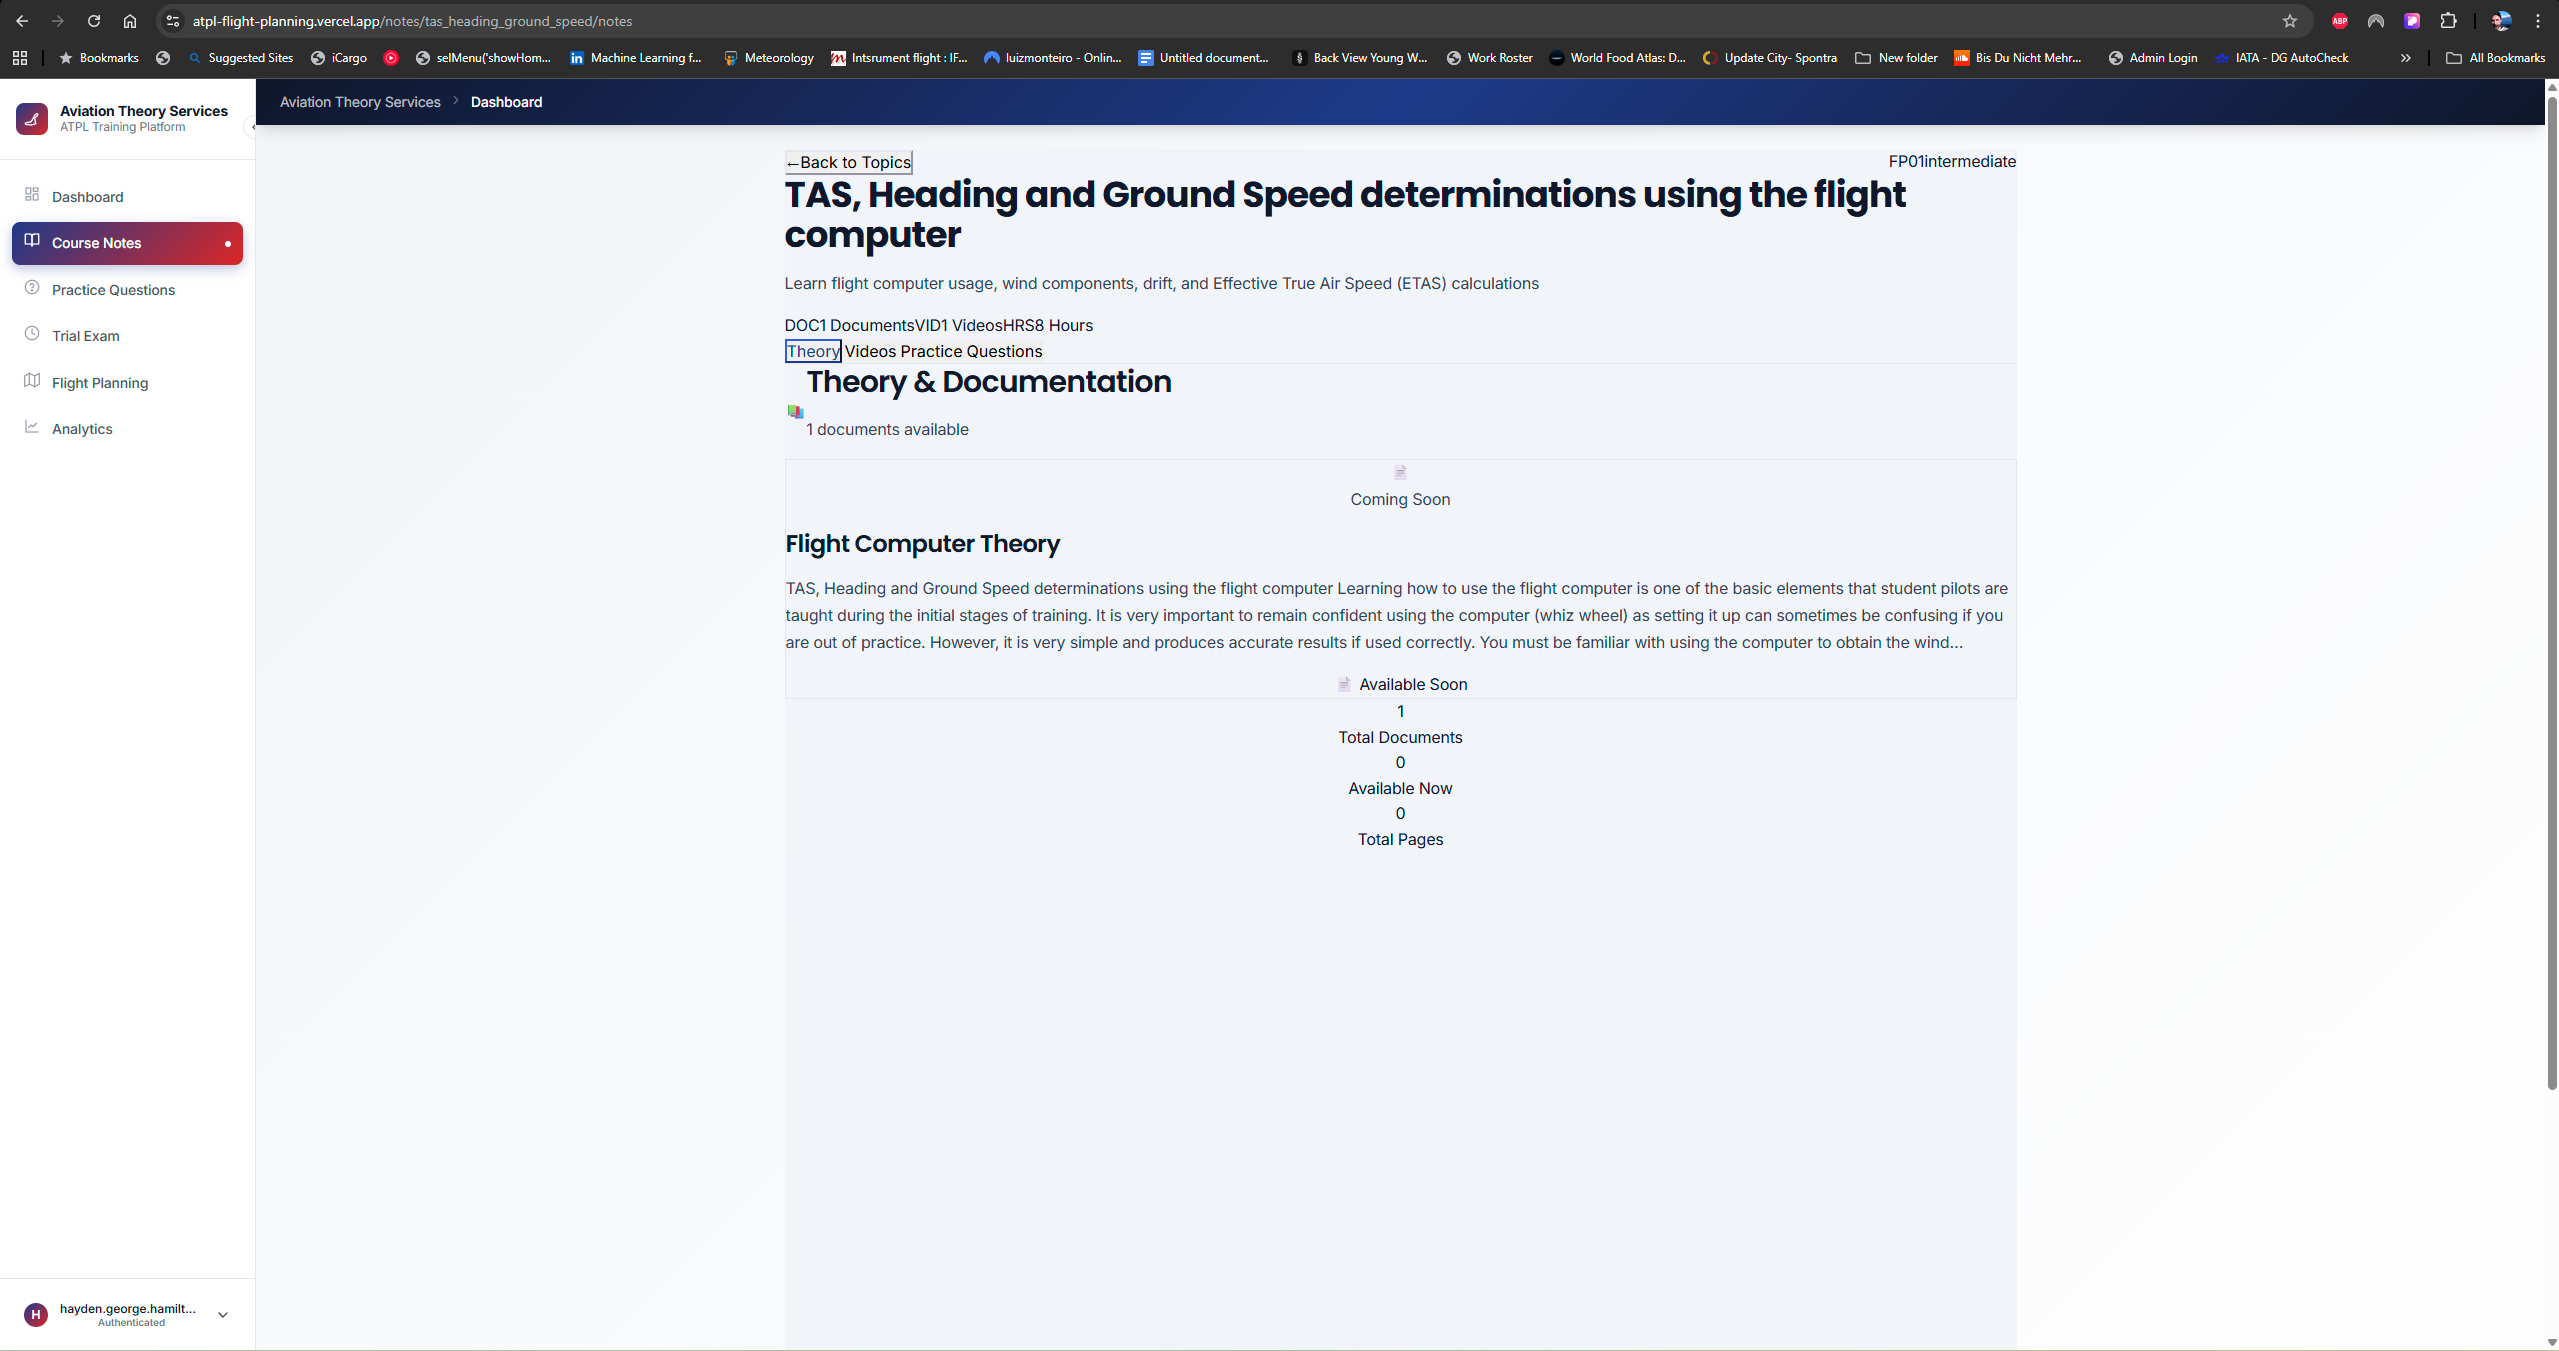 atpl-flight-planning.vercel.app/notes/tas_heading_ground_speed/notes
ABP
Bookmarks
Suggested Sites
iCargo
selMenu('showHom...
in Machine Learning f...
Meteorology
Intsrument flight : IF...
luizmonteiro - Onlin...
Untitled document...
Back View Young W...
Work Roster
World Food Atlas: D...
Update City- Spontra
New folder
Bis Du Nicht Mehr...
Admin Login
IATA - DG AutoCheck
All Bookmarks
Aviation Theory Services
ATPL Training Platform
Dashboard
Course Notes
Practice Questions
Trial Exam
Flight Planning
Analytics
H
hayden.george.hamilt...
Authenticated
Aviation Theory Services > Dashboard
←Back to Topics
FP01intermediate
TAS, Heading and Ground Speed determinations using the flight
computer
Learn flight computer usage, wind components, drift, and Effective True Air Speed (ETAS) calculations
DOC1 DocumentsVID1 VideosHRS8 Hours
Theory Videos Practice Questions
Theory & Documentation
1 documents available
Coming Soon
Flight Computer Theory
TAS, Heading and Ground Speed determinations using the flight computer Learning how to use the flight computer is one of the basic elements that student pilots are
taught during the initial stages of training. It is very important to remain confident using the computer (whiz wheel) as setting it up can sometimes be confusing if you
are out of practice. However, it is very simple and produces accurate results if used correctly. You must be familiar with using the computer to obtain the wind...
Available Soon
1
Total Documents
0
Available Now
0
Total Pages